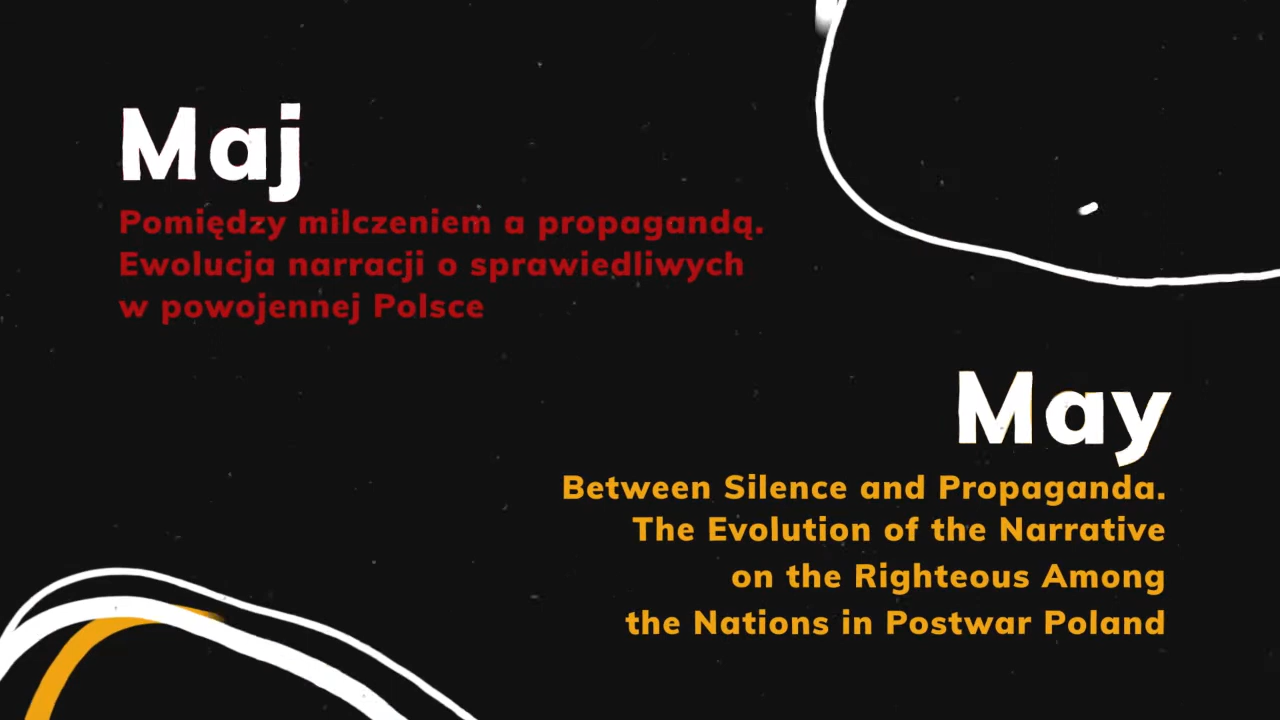 Maj
Pomiędzy milczeniem a propagandą.
Ewolucja narracji o sprawiedliwych
w powojennej Polsce
May
Between Silence and Propaganda.
The Evolution of the Narrative
on the Righteous Among
the Nations in Postwar Poland